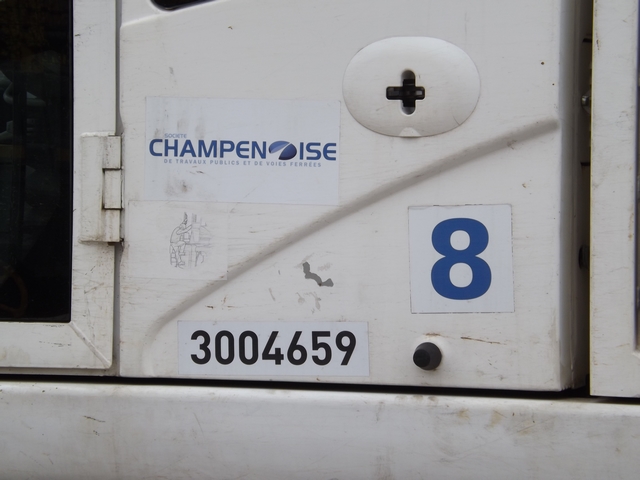 SOCIETE
CHAMPENOISE
DE TRAVAUX PUBLICS ET DE VOIES FERREES
8
3004659